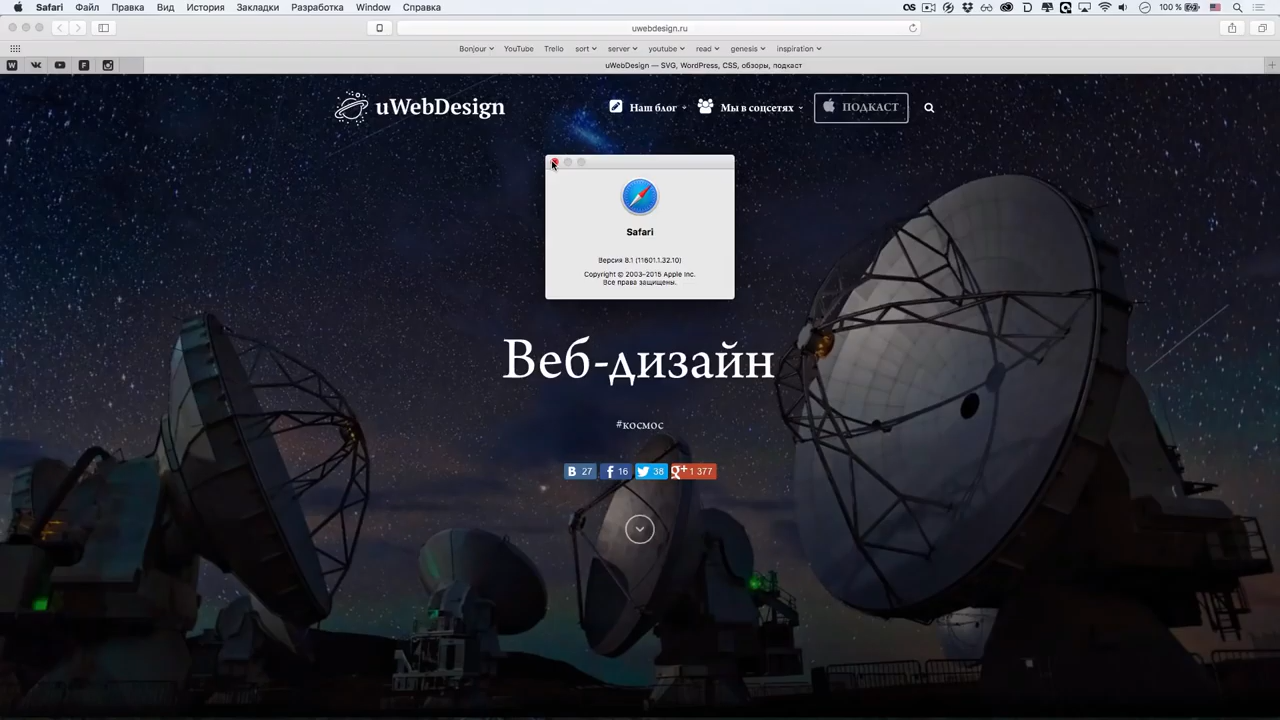 Safari Файл Правка Вид История Закладки Разработка Window Справка
100 %
uwebdesign.ru
Bonjour YouTube Trello sort server youtube read genesis inspiration
uWebDesign — SVG, WordPress, CSS, обзоры, подкаст
uWebDesign
Наш блог Мы в соцсетях ПОДКАСТ
Safari
Версия 8.1 (11601.1.32.10)
Copyright © 2003–2015 Apple Inc.
Все права защищены.
Веб-дизайн
#космос
B 27 f 16 38 g+ 1 377